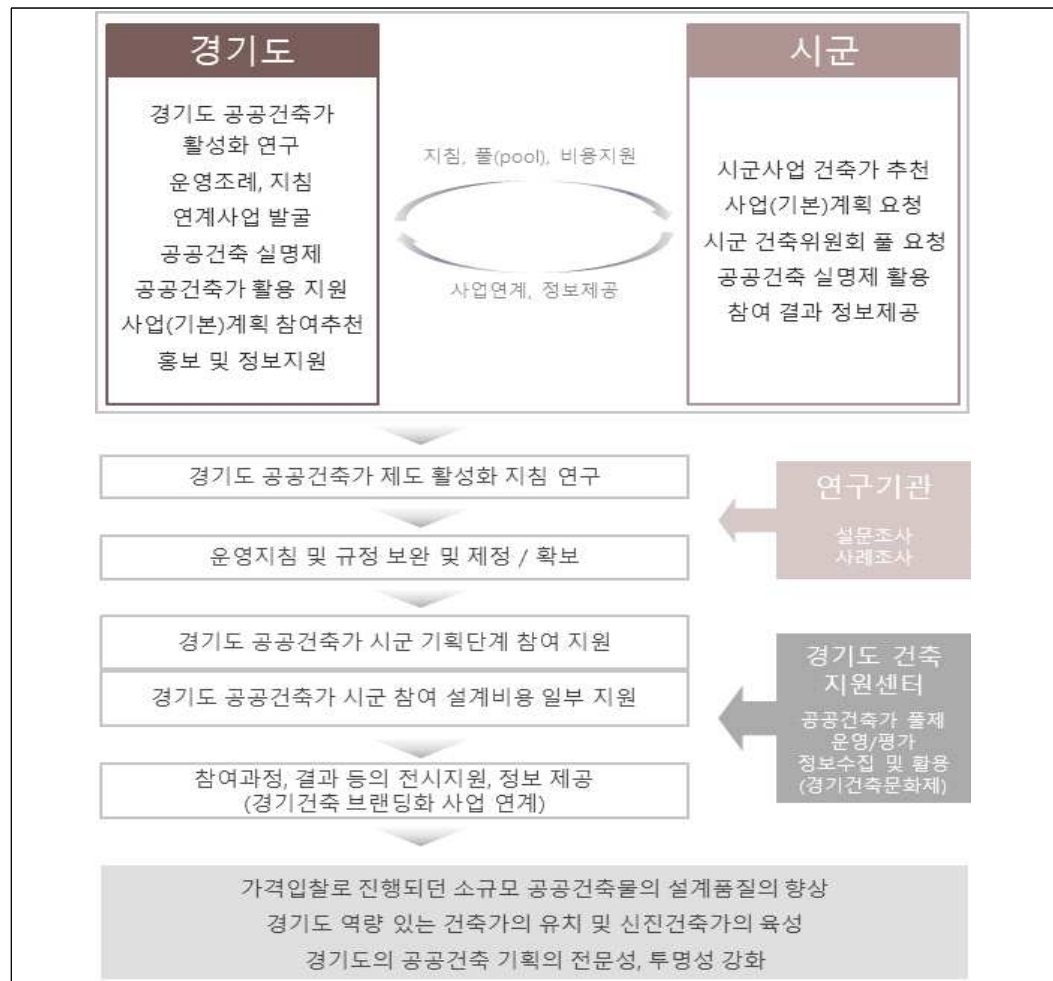 경기도
경기도 공공건축가
활성화 연구
운영조례, 지침
연계사업 발굴
공공건축 실명제
공공건축가 활용 지원
사업(기본)계획 참여추천
홍보 및 정보지원
지침, 풀(pool), 비용지원
사업연계, 정보제공
시군
시군사업 건축가 추천
사업(기본)계획 요청
시군 건축위원회 풀 요청
공공건축 실명제 활용
참여 결과 정보제공
경기도 공공건축가 제도 활성화 지침 연구
운영지침 및 규정 보완 및 제정 / 확보
연구기관
설문조사
사례조사
경기도 공공건축가 시군 기획단계 참여 지원
경기도 공공건축가 시군 참여 설계비용 일부 지원
경기도 건축
지원센터
공공건축가 풀제
운영/평가
정보수집 및 활용
(경기건축문화제)
참여과정, 결과 등의 전시지원, 정보 제공
(경기건축 브랜딩화 사업 연계)
가격입찰로 진행되던 소규모 공공건축물의 설계품질의 향상
경기도 역량 있는 건축가의 유치 및 신진건축가의 육성
경기도의 공공건축 기획의 전문성, 투명성 강화